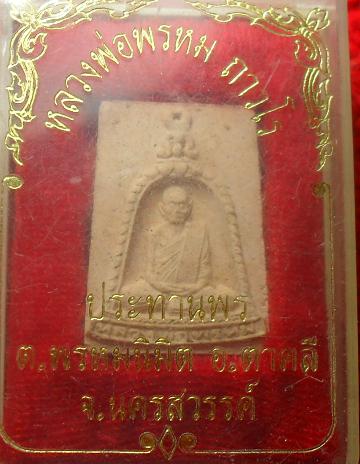 หลวงพ่อพรหม ถาวโร
ประทานพร
ต.พรหมนิมิต อ.ตาคลี
จ.นครสวรรค์